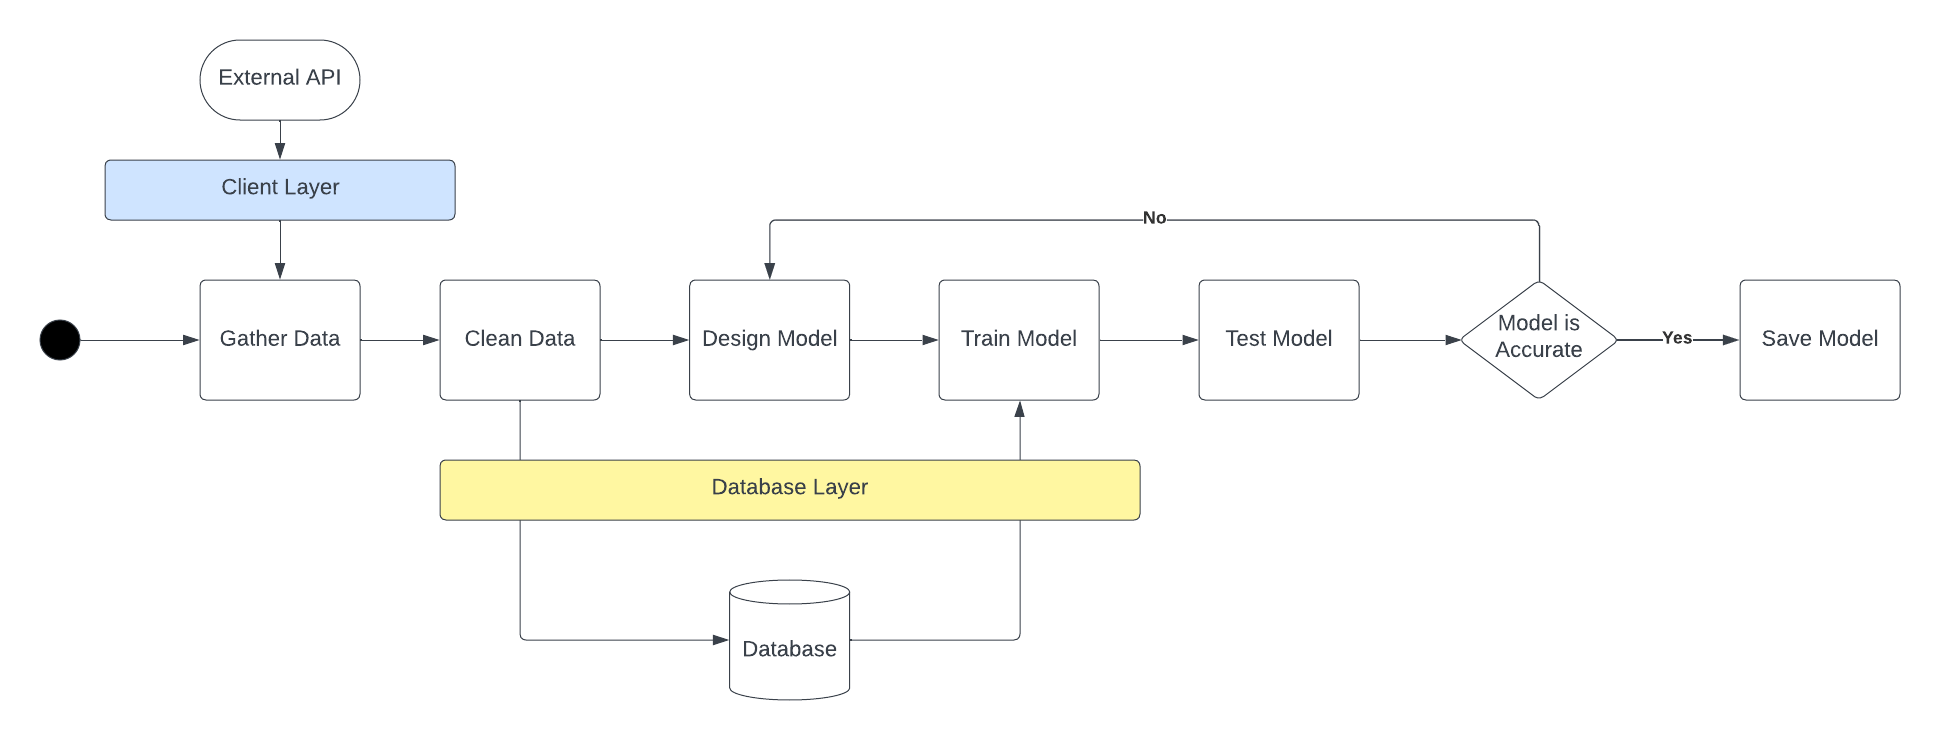 External API
Client Layer
No
Gather Data
Clean Data
Design Model
Train Model
Test Model
Model is
Accurate
Yes
Save Model
Database Layer
Database